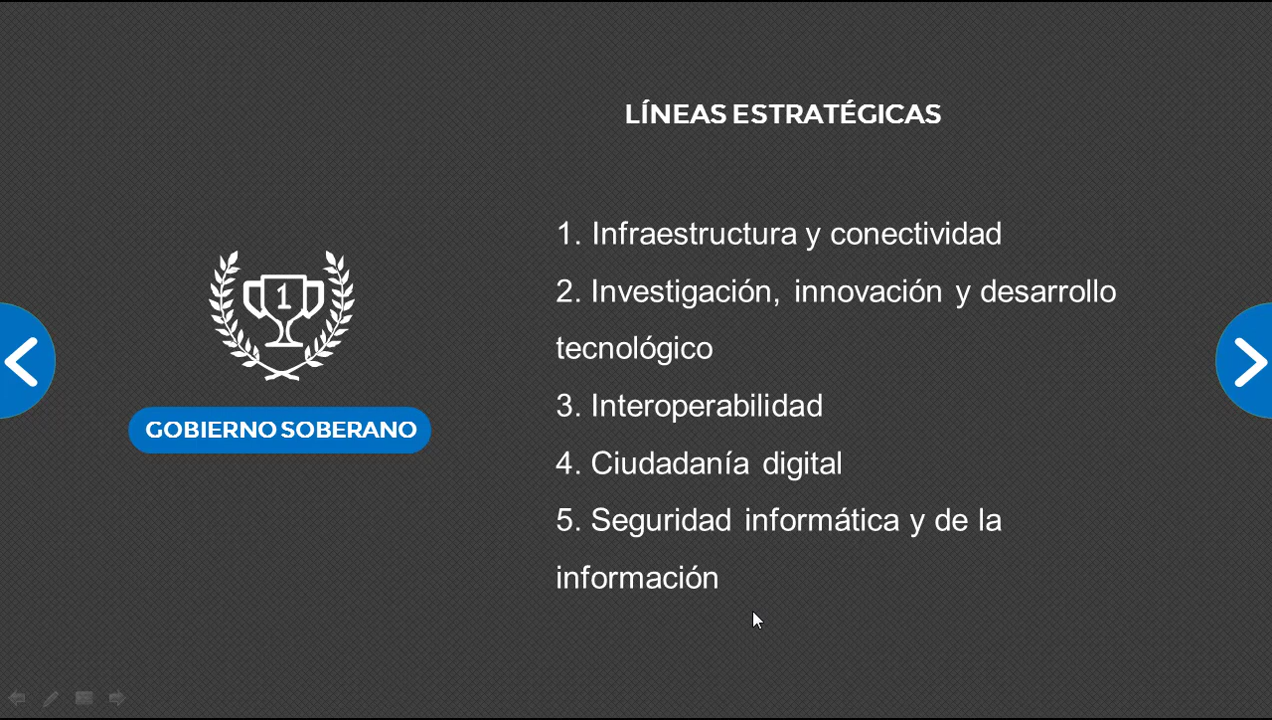 LÍNEAS ESTRATÉGICAS
1
GOBIERNO SOBERANO
1. Infraestructura y conectividad
2. Investigación, innovación y desarrollo
tecnológico
3. Interoperabilidad
4. Ciudadanía digital
5. Seguridad informática y de la
información